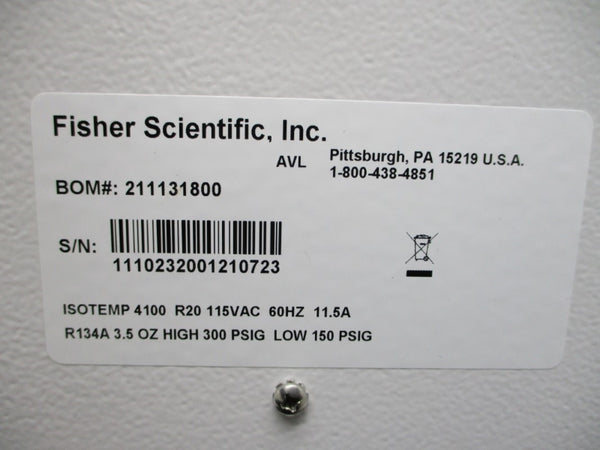 Fisher Scientific, Inc.
AVL
Pittsburgh, PA 15219 U.S.A.
1-800-438-4851
BOM#: 211131800
S/N:
1110232001210723
ISOTEMP 4100 R20 115VAC 60HZ 11.5A
R134A 3.5 OZ HIGH 300 PSIG LOW 150 PSIG